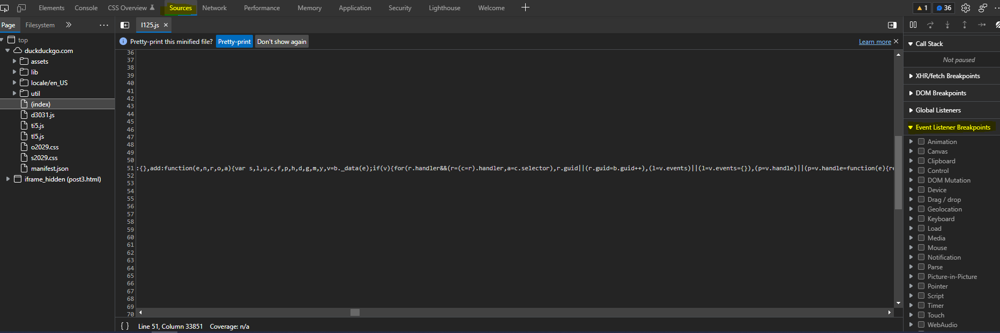 Elements Console CSS Overview Sources Network Performance Memory Application Security Lighthouse Welcome 1 36
Page Filesystem
l125.js
top
duckduckgo.com
assets
lib
locale/en_US
util
(index)
d3031.js
ti5.js
tl5.js
o2029.css
s2029.css
manifest.json
iframe_hidden (post3.html)
Pretty-print this minified file? Pretty-print Don't show again Learn more
36
37
38
39
40
41
42
43
44
45
46
47
48
49
50
51 :{},add:function(e,n,r,o,a){var s,l,u,c,f,p,h,d,g,m,y,v=b._data(e);if(v){for(r.handler&&(r=(c=r).handler,a=c.selector),r.guid||(r.guid=b.guid++),(l=v.events)||(l=v.events={}),(p=v.handle)||(p=v.handle=function(e){re
52
53
54
55
56
57
58
59
60
61
62
63
64
65
66
67
68
69
70
{ } Line 51, Column 33851 Coverage: n/a
Call Stack
Not paused
XHR/fetch Breakpoints
DOM Breakpoints
Global Listeners
Event Listener Breakpoints
Animation
Canvas
Clipboard
Control
DOM Mutation
Device
Drag / drop
Geolocation
Keyboard
Load
Media
Mouse
Notification
Parse
Picture-in-Picture
Pointer
Script
Timer
Touch
WebAudio